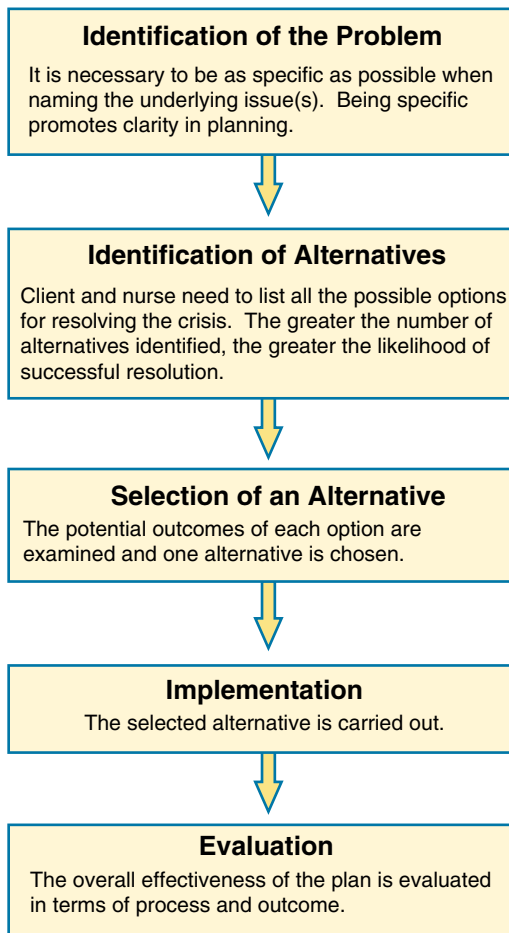 Identification of the Problem
It is necessary to be as specific as possible when
naming the underlying issue(s).  Being specific
promotes clarity in planning.
Identification of Alternatives
Client and nurse need to list all the possible options
for resolving the crisis.  The greater the number of
alternatives identified, the greater the likelihood of
successful resolution.
Selection of an Alternative
The potential outcomes of each option are
examined and one alternative is chosen.
Implementation
The selected alternative is carried out.
Evaluation
The overall effectiveness of the plan is evaluated
in terms of process and outcome.